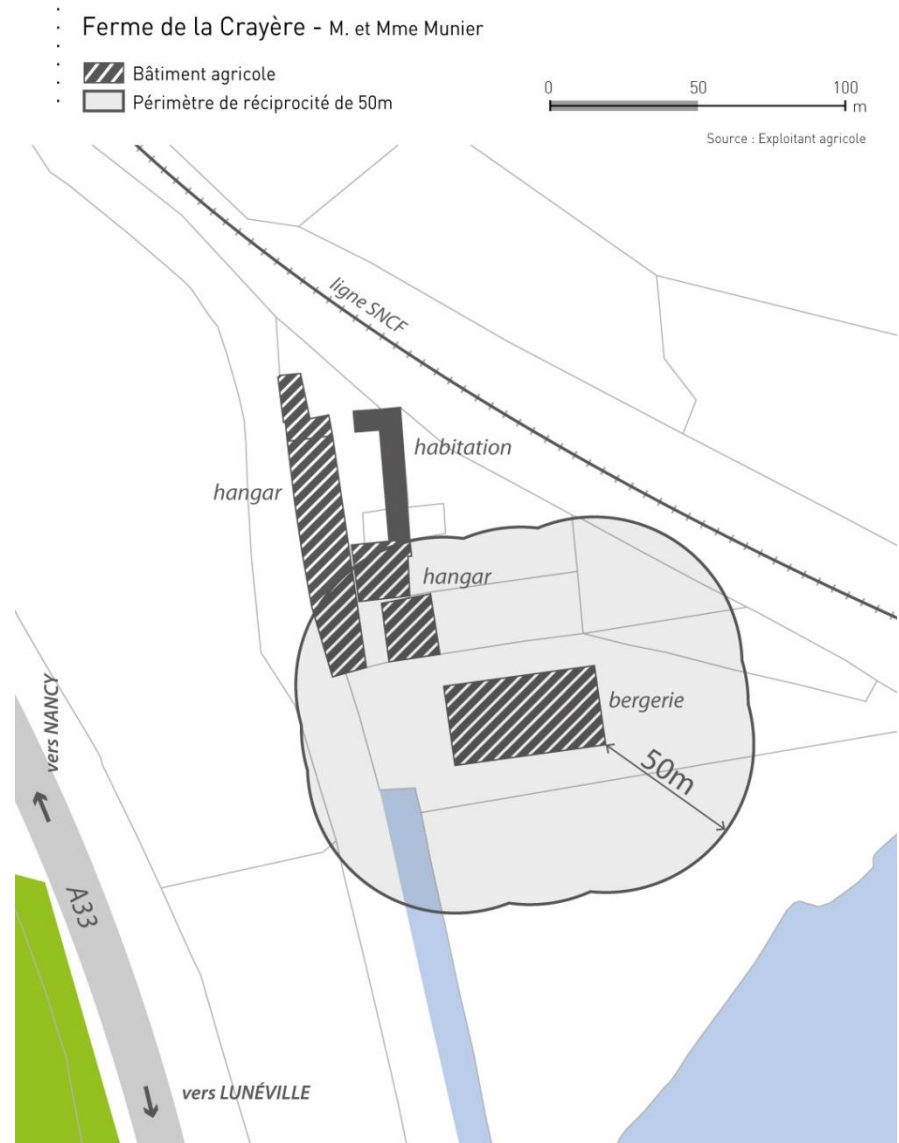 Ferme de la Crayère - M. et Mme Munier
Bâtiment agricole
Périmètre de réciprocité de 50m
0 50 100
m
Source : Exploitant agricole
ligne SNCF
habitation
hangar
hangar
bergerie
50m
vers NANCY
A33
vers LUNÉVILLE